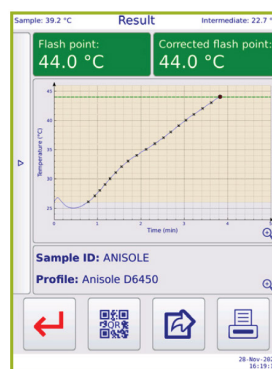 Sample: 39.2 °C Result Intermediate: 22.7 °
Flash point: Corrected flash point:
44.0 °C 44.0 °C
Temperature (°C)
45
40
35
30
25
0 1 2 3 4
Time (min)
Sample ID: ANISOLE
Profile: Anisole D6450
QR
28-Nov-202
16:19:1